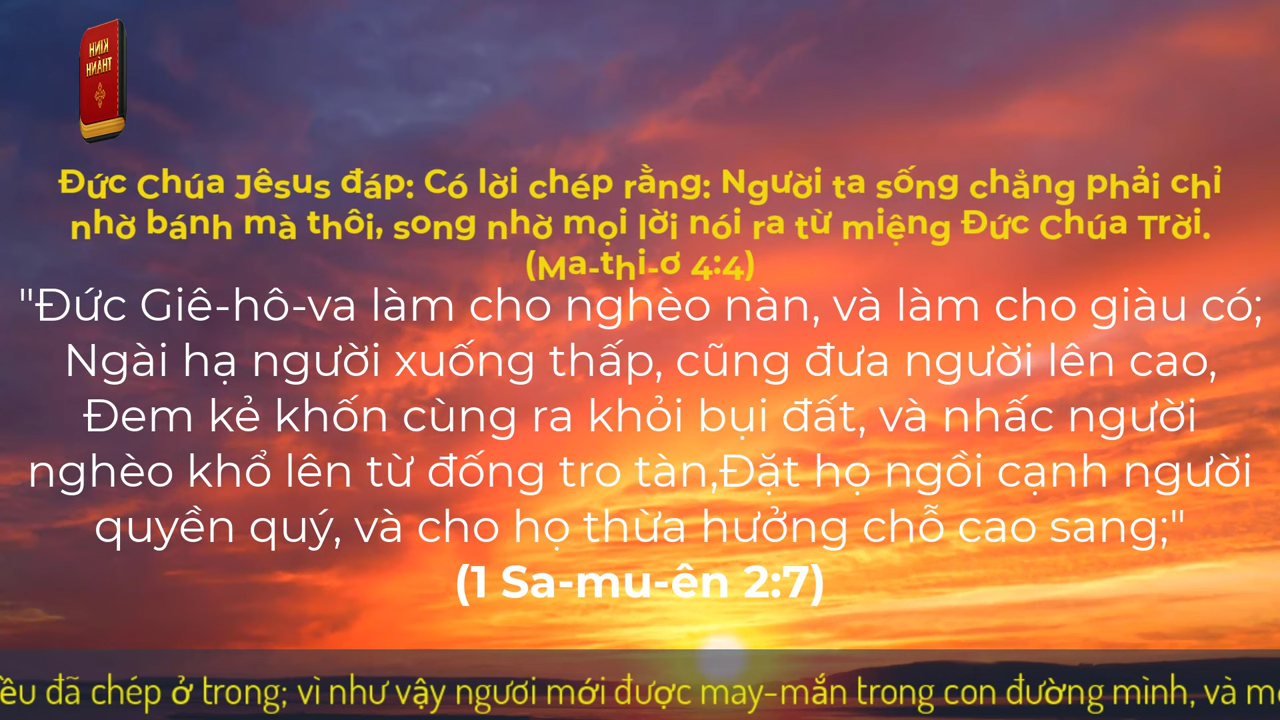 KINH
THÁNH
Đức Chúa Jêsus đáp: Có lời chép rằng: Người ta sống chẳng phải chỉ
nhờ bánh mà thôi, song nhờ mọi lời nói ra từ miệng Đức Chúa Trời.
(Ma-thi-ơ 4:4)
"Đức Giê-hô-va làm cho nghèo nàn, và làm cho giàu có;
Ngài hạ người xuống thấp, cũng đưa người lên cao,
Đem kẻ khốn cùng ra khỏi bụi đất, và nhấc người
nghèo khổ lên từ đống tro tàn,Đặt họ ngồi cạnh người
quyền quý, và cho họ thừa hưởng chỗ cao sang;"
(1 Sa-mu-ên 2:7)
đã chép ở trong; vì như vậy ngươi mới được may-mắn trong con đường mình, và